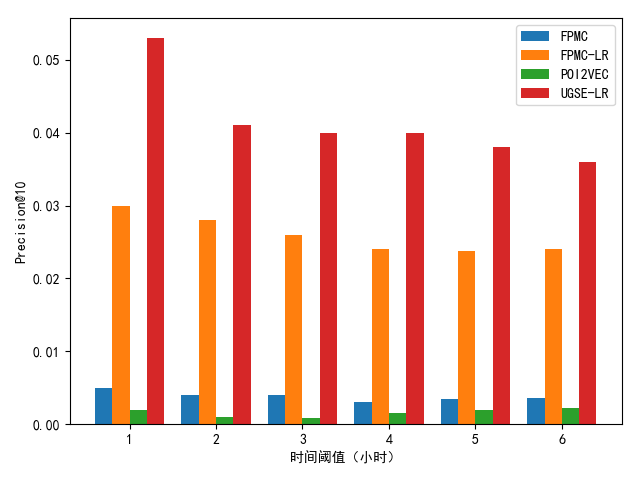 FPMC
FPMC-LR
POI2VEC
UGSE-LR
0.05
0.04
0.03
0.02
0.01
0.00
Precision@10
1 2 3 4 5 6
时间阈值（小时）